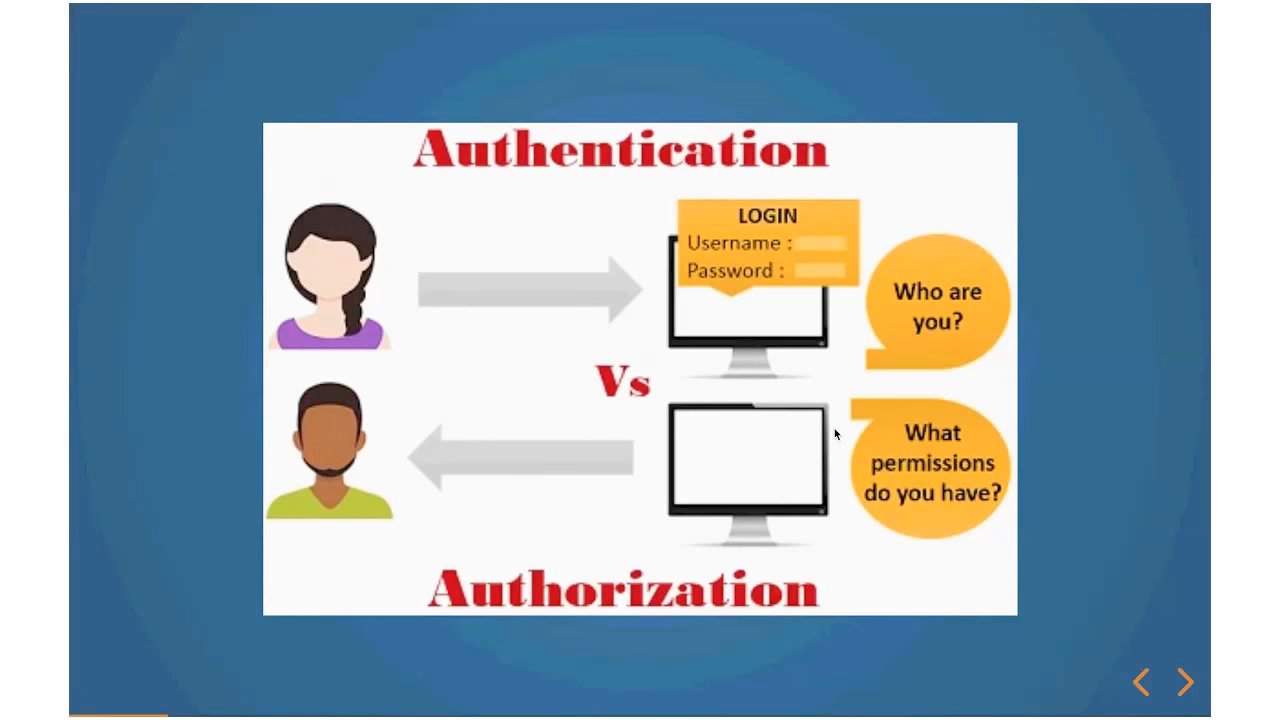 Authentication
LOGIN
Username :
Password :
Who are
you?
Vs
What
permissions
do you have?
Authorization